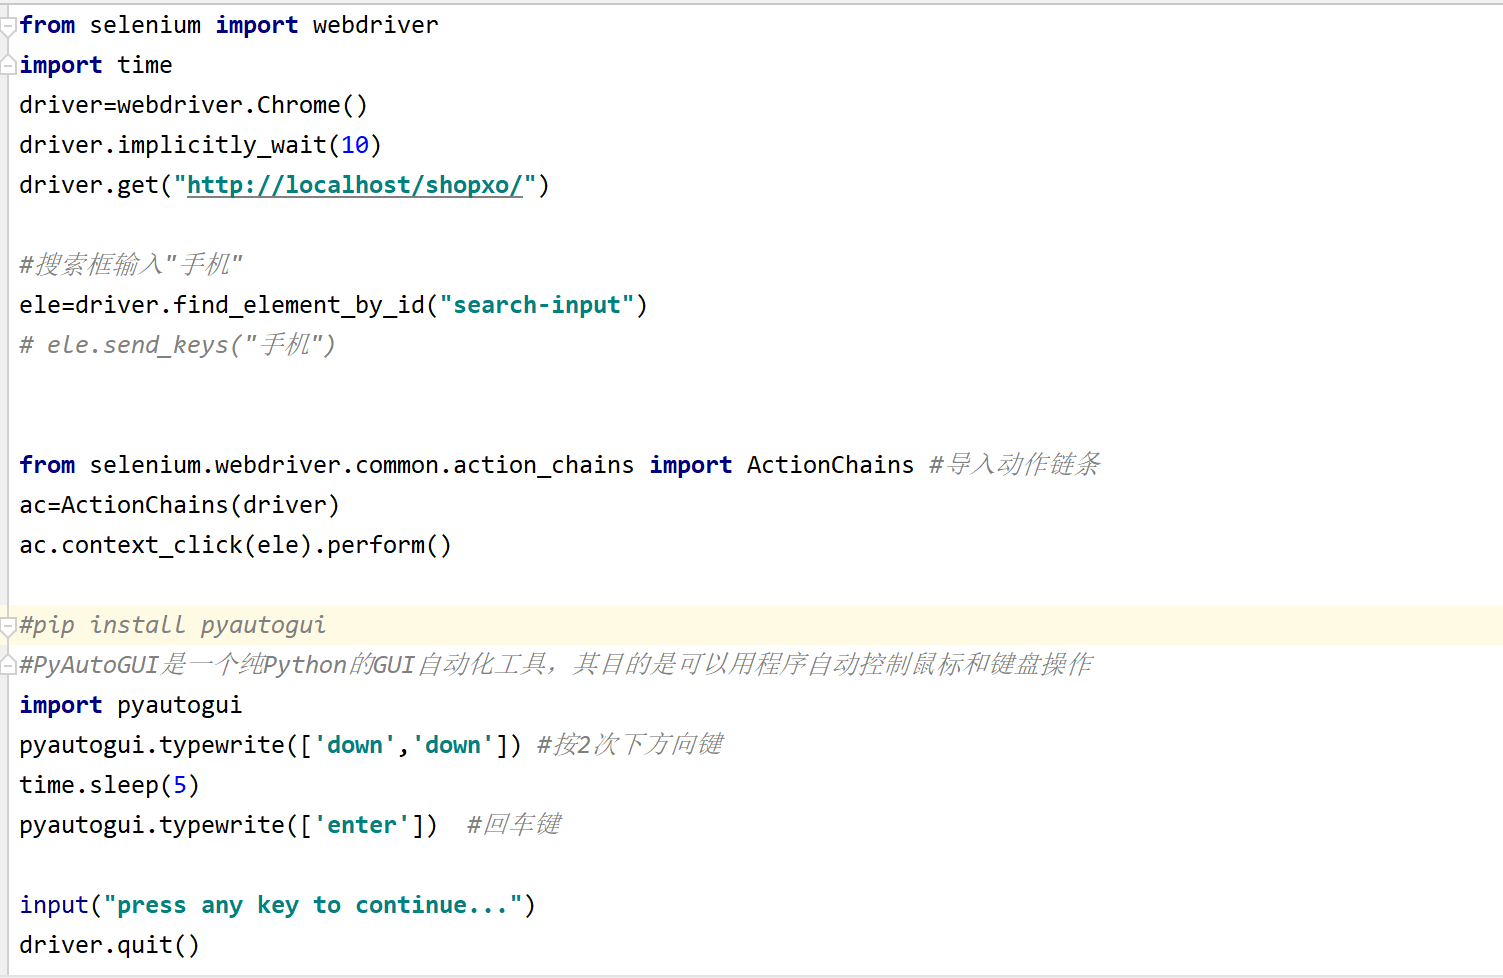 from selenium import webdriver
import time
driver=webdriver.Chrome()
driver.implicitly_wait(10)
driver.get("http://localhost/shopxo/")
#搜索框输入"手机"
ele=driver.find_element_by_id("search-input")
# ele.send_keys("手机")
from selenium.webdriver.common.action_chains import ActionChains #导入动作链条
ac=ActionChains(driver)
ac.context_click(ele).perform()
#pip install pyautogui
#PyAutoGUI是一个纯Python的GUI自动化工具，其目的是可以用程序自动控制鼠标和键盘操作
import pyautogui
pyautogui.typewrite(['down','down']) #按2次下方向键
time.sleep(5)
pyautogui.typewrite(['enter'])  #回车键
input("press any key to continue...")
driver.quit()